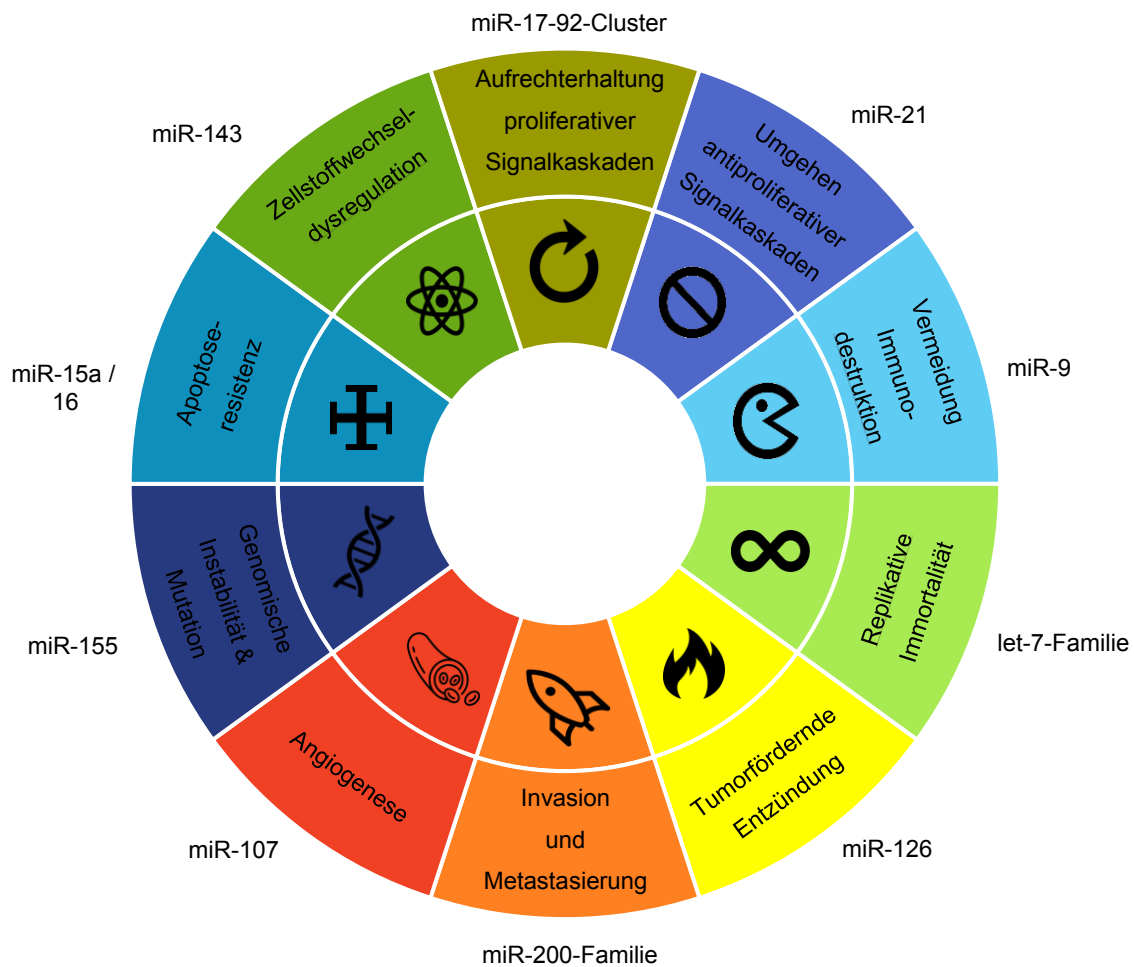 miR-17-92-Cluster
Aufrechterhaltung
proliferativer
Signalkaskaden
miR-21
Umgehen
antiproliferativer
Signalkaskaden
miR-9
Vermeidung
Immuno-
destruktion
let-7-Familie
Replikative
Immortalität
miR-126
Tumorfördernde
Entzündung
miR-200-Familie
Invasion
und
Metastasierung
miR-107
Angiogenese
miR-155
Genomische
Instabilität &
Mutation
miR-15a /
16
Apoptose-
resistenz
miR-143
Zellstoffwechsel-
dysregulation